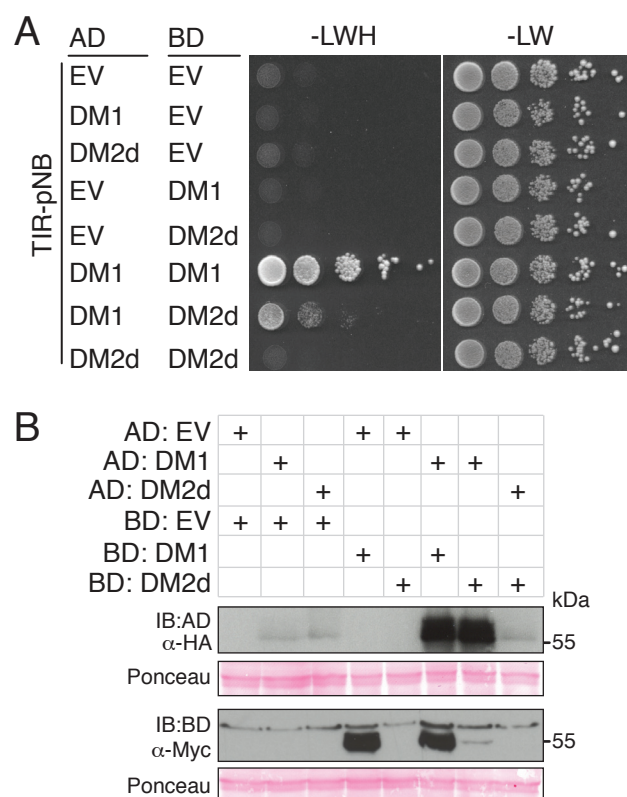 A AD BD -LWH -LW
TIR-pNB
EV EV
DM1 EV
DM2d EV
EV DM1
EV DM2d
DM1 DM1
DM1 DM2d
DM2d DM2d
B
AD: EV + + +
AD: DM1 + + +
AD: DM2d + +
BD: EV + + +
BD: DM1 + +
BD: DM2d + + +
kDa
IB:AD
α-HA -55
Ponceau
IB:BD
α-Myc -55
Ponceau